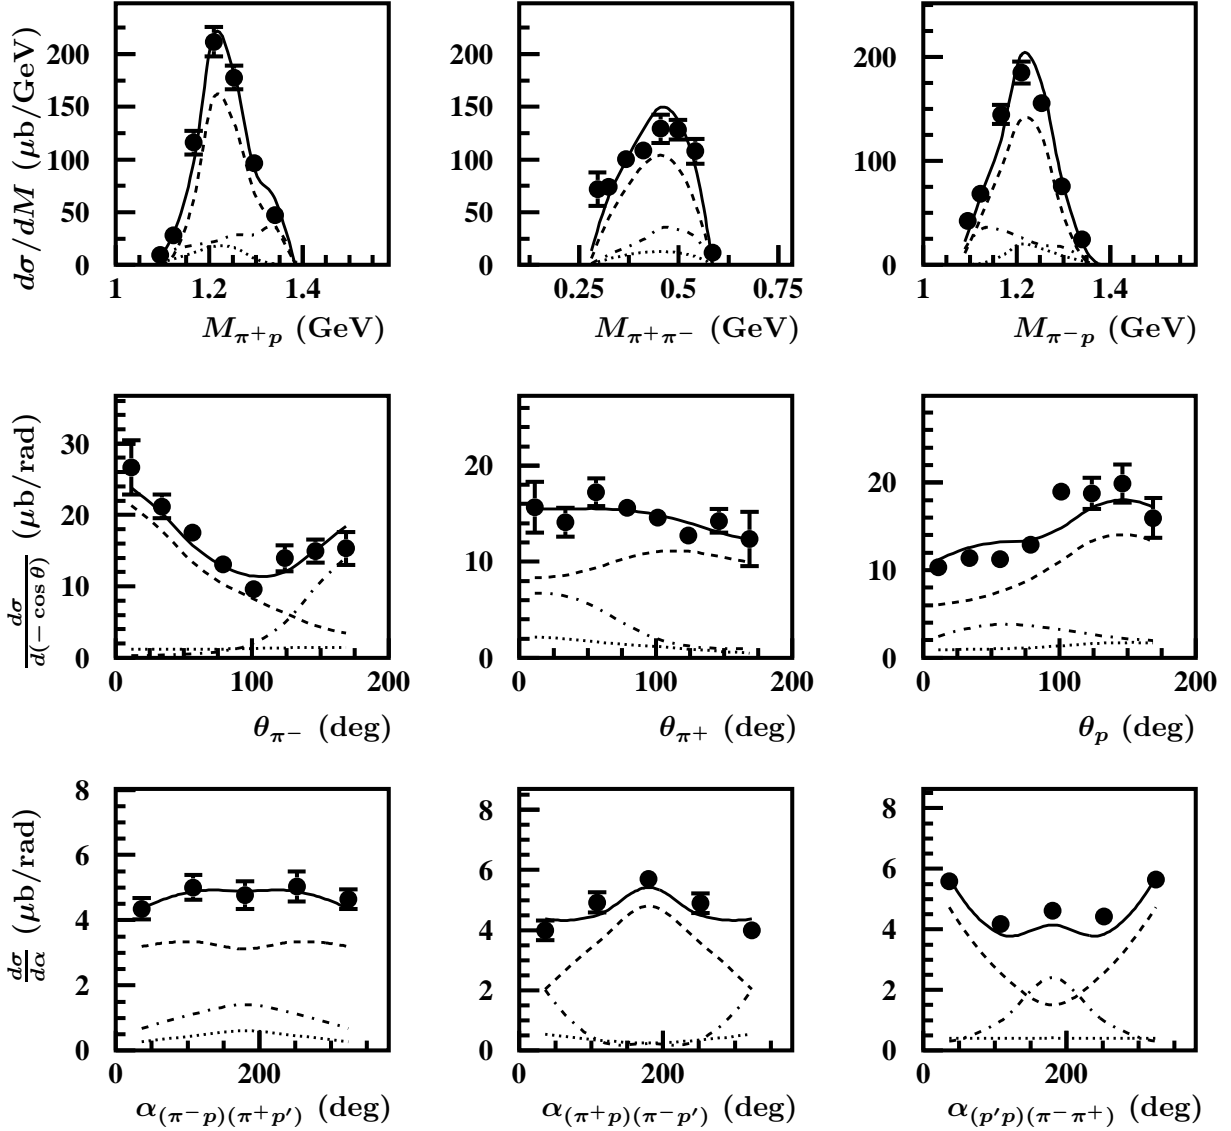 dσ/dM (μb/GeV)
200
150
100
50
0
1 1.2 1.4
M_{π+p} (GeV)
200
150
100
50
0
0.25 0.5 0.75
M_{π+π−} (GeV)
200
100
0
1 1.2 1.4
M_{π−p} (GeV)
dσ/d(− cos θ) (μb/rad)
30
20
10
0
0 100 200
θ_{π−} (deg)
20
10
0
0 100 200
θ_{π+} (deg)
20
10
0
0 100 200
θ_p (deg)
dσ/dα (μb/rad)
8
6
4
2
0
0 200
α_{(π−p)(π+p′)} (deg)
8
6
4
2
0
0 200
α_{(π+p)(π−p′)} (deg)
8
6
4
2
0
0 200
α_{(p′p)(π−π+)} (deg)